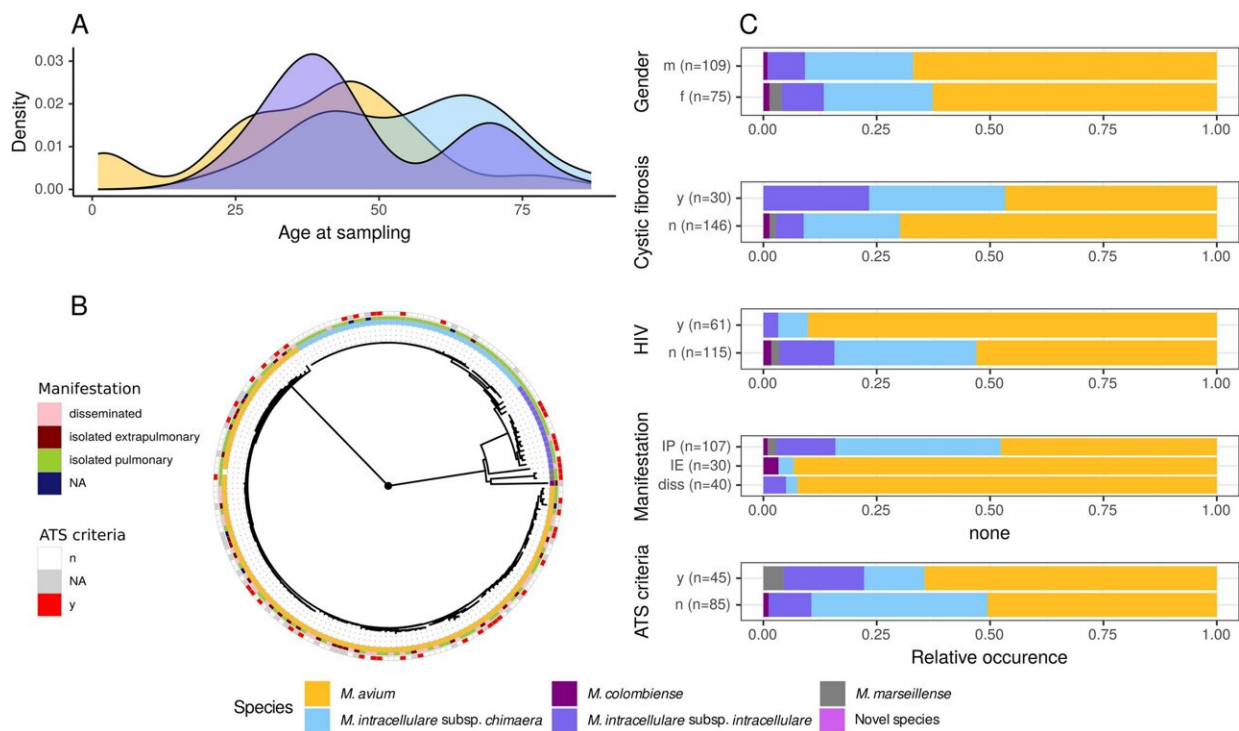 A
Density
0.03
0.02
0.01
0.00
0
25
50
75
Age at sampling
B
Manifestation
disseminated
isolated extrapulmonary
isolated pulmonary
NA
ATS criteria
n
NA
y
C
Gender
m (n=109)
f (n=75)
0.00 0.25 0.50 0.75 1.00
Cystic fibrosis
y (n=30)
n (n=146)
0.00 0.25 0.50 0.75 1.00
HIV
y (n=61)
n (n=115)
0.00 0.25 0.50 0.75 1.00
Manifestation
IP (n=107)
IE (n=30)
diss (n=40)
0.00 0.25 0.50 0.75 1.00
none
ATS criteria
y (n=45)
n (n=85)
0.00 0.25 0.50 0.75 1.00
Relative occurence
Species
M. avium
M. colombiense
M. marseillense
M. intracellulare subsp. chimaera
M. intracellulare subsp. intracellulare
Novel species